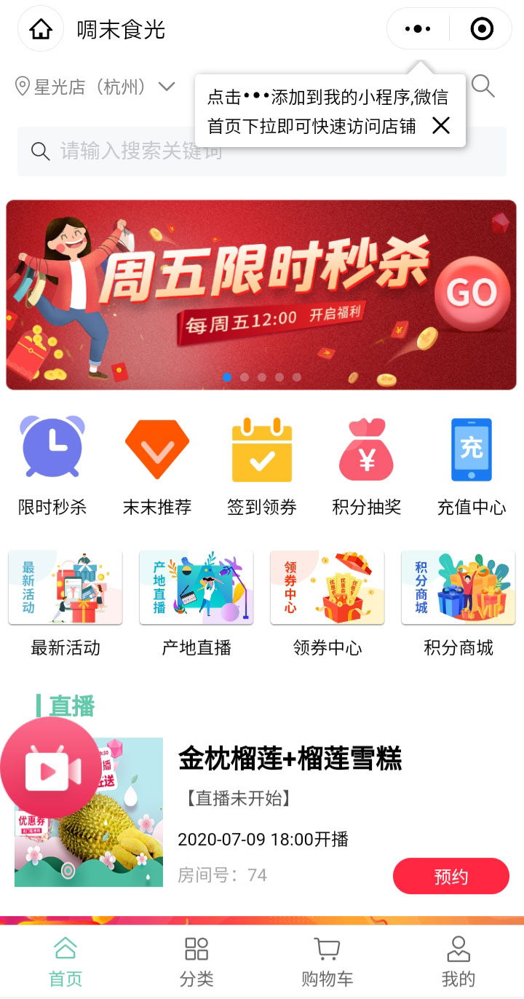 啁末食光
星光店（杭州）
点击•••添加到我的小程序,微信
首页下拉即可快速访问店铺
请输入搜索关键词
周五限时秒杀
GO
每周五12:00 开启福利
充
限时秒杀
末末推荐
签到领券
积分抽奖
充值中心
最新活动
产地直播
领券中心
优惠券
优惠券
积分商城
VIP
最新活动
产地直播
领券中心
积分商城
直播
金枕榴莲+榴莲雪糕
【直播未开始】
2020-07-09 18:00开播
房间号：74
预约
播
送
优惠券
首页
分类
购物车
我的